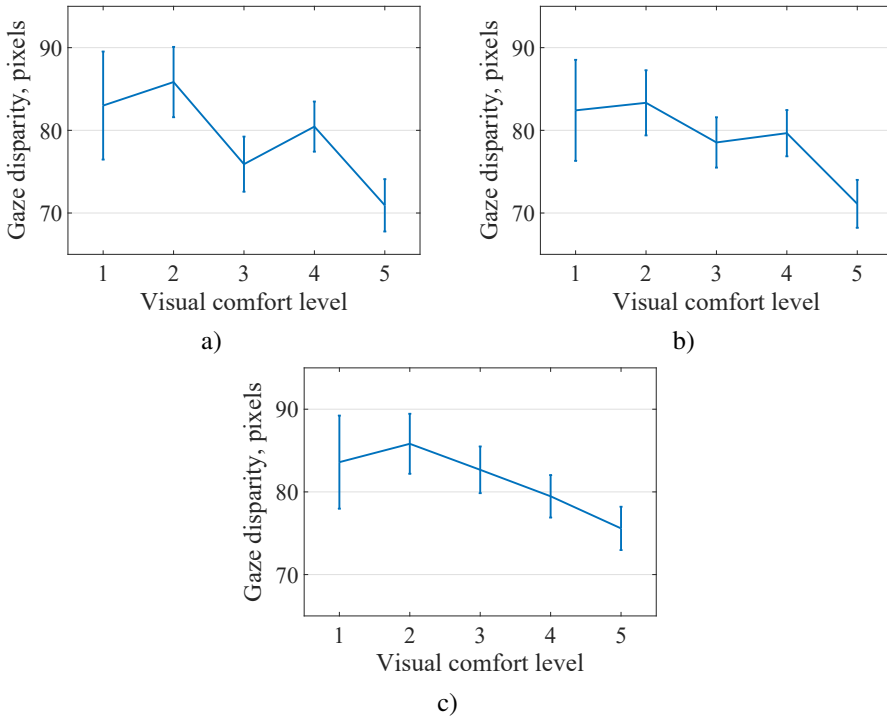 Gaze disparity, pixels
90
80
70
1 2 3 4 5
Visual comfort level
a)
Gaze disparity, pixels
90
80
70
1 2 3 4 5
Visual comfort level
b)
Gaze disparity, pixels
90
80
70
1 2 3 4 5
Visual comfort level
c)